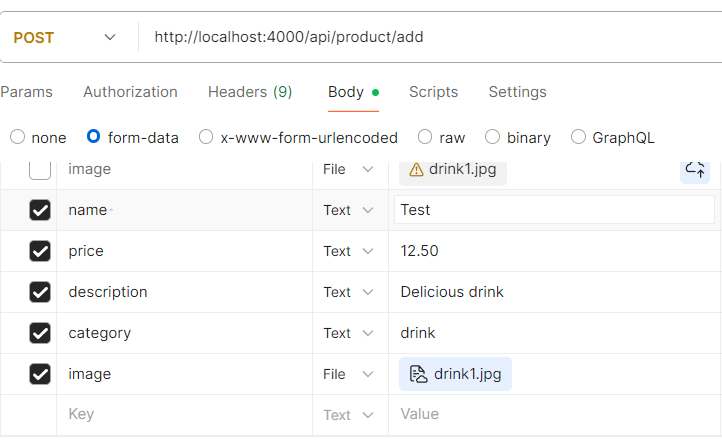 POST http://localhost:4000/api/product/add
Params Authorization Headers (9) Body Scripts Settings
none form-data x-www-form-urlencoded raw binary GraphQL
image File drink1.jpg
name Text Test
price Text 12.50
description Text Delicious drink
category Text drink
image File drink1.jpg
Key Text Value